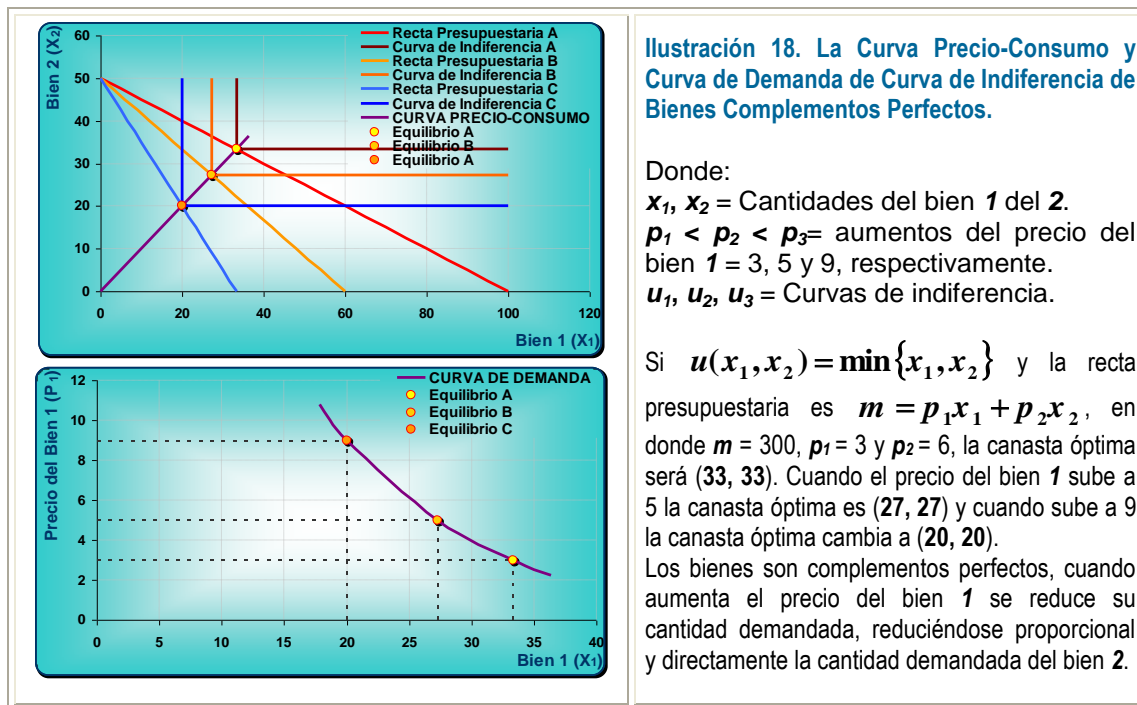 60
50
40
30
20
10
0
0 20 40 60 80 100 120
Bien 2 (X2)
Bien 1 (X1)
Recta Presupuestaria A
Curva de Indiferencia A
Recta Presupuestaria B
Curva de Indiferencia B
Recta Presupuestaria C
Curva de Indiferencia C
CURVA PRECIO-CONSUMO
Equilibrio A
Equilibrio B
Equilibrio A
12
10
8
6
4
2
0
0 5 10 15 20 25 30 35 40
Precio del Bien 1 (P1)
Bien 1 (X1)
CURVA DE DEMANDA
Equilibrio A
Equilibrio B
Equilibrio C
Ilustración 18. La Curva Precio-Consumo y
Curva de Demanda de Curva de Indiferencia de
Bienes Complementos Perfectos.
Donde:
x1, x2 = Cantidades del bien 1 del 2.
p1 < p2 < p3= aumentos del precio del
bien 1 = 3, 5 y 9, respectivamente.
u1, u2, u3 = Curvas de indiferencia.
Si u(x1, x2) = min{x1, x2} y la recta
presupuestaria es m = p1x1 + p2x2, en
donde m = 300, p1 = 3 y p2 = 6, la canasta óptima
será (33, 33). Cuando el precio del bien 1 sube a
5 la canasta óptima es (27, 27) y cuando sube a 9
la canasta óptima cambia a (20, 20).
Los bienes son complementos perfectos, cuando
aumenta el precio del bien 1 se reduce su
cantidad demandada, reduciéndose proporcional
y directamente la cantidad demandada del bien 2.